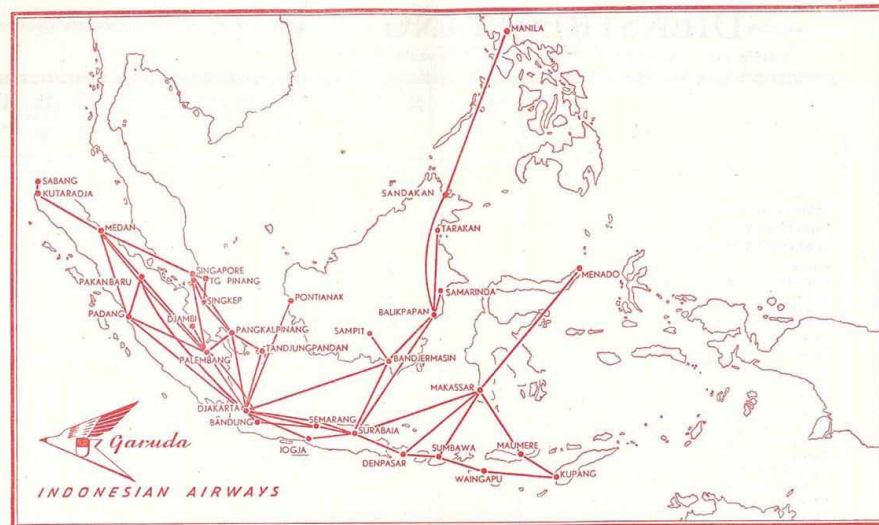 MANILA
SANDAKAN
SABANG
KUTARADJA
MEDAN
TARAKAN
SINGAPORE
TG PINANG
MENADO
PAKANBARU
SINGKEP
PONTIANAK
SAMARINDA
PADANG
DJAMBI
BALIKPAPAN
PANGKALPINANG
SAMPIT
TANDJUNGPANDAN
PALEMBANG
BANDJERMASIN
MAKASSAR
DJAKARTA
BANDUNG
SEMARANG
SURABAIA
JOGJA
DENPASAR
SUMBAWA
MAUMERE
WAINGAPU
KUPANG
Garuda
INDONESIAN AIRWAYS